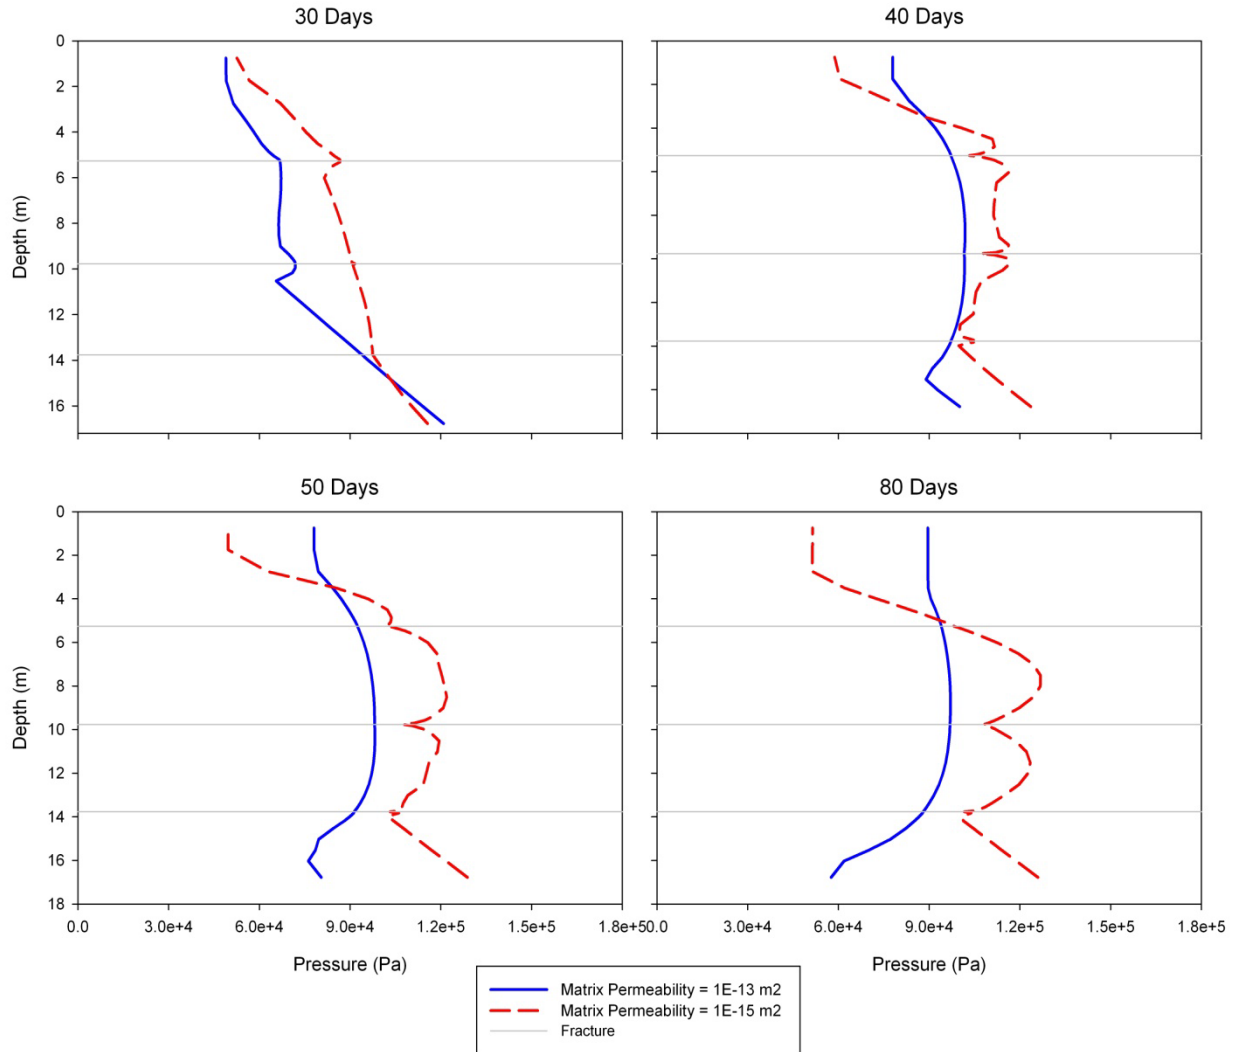 30 Days
40 Days
0
2
4
6
8
10
12
14
16
Depth (m)
50 Days
80 Days
0
2
4
6
8
10
12
14
16
18
Depth (m)
0.0 3.0e+4 6.0e+4 9.0e+4 1.2e+5 1.5e+5 1.8e+5
0.0 3.0e+4 6.0e+4 9.0e+4 1.2e+5 1.5e+5 1.8e+5
Pressure (Pa)
Pressure (Pa)
Matrix Permeability = 1E-13 m2
Matrix Permeability = 1E-15 m2
Fracture